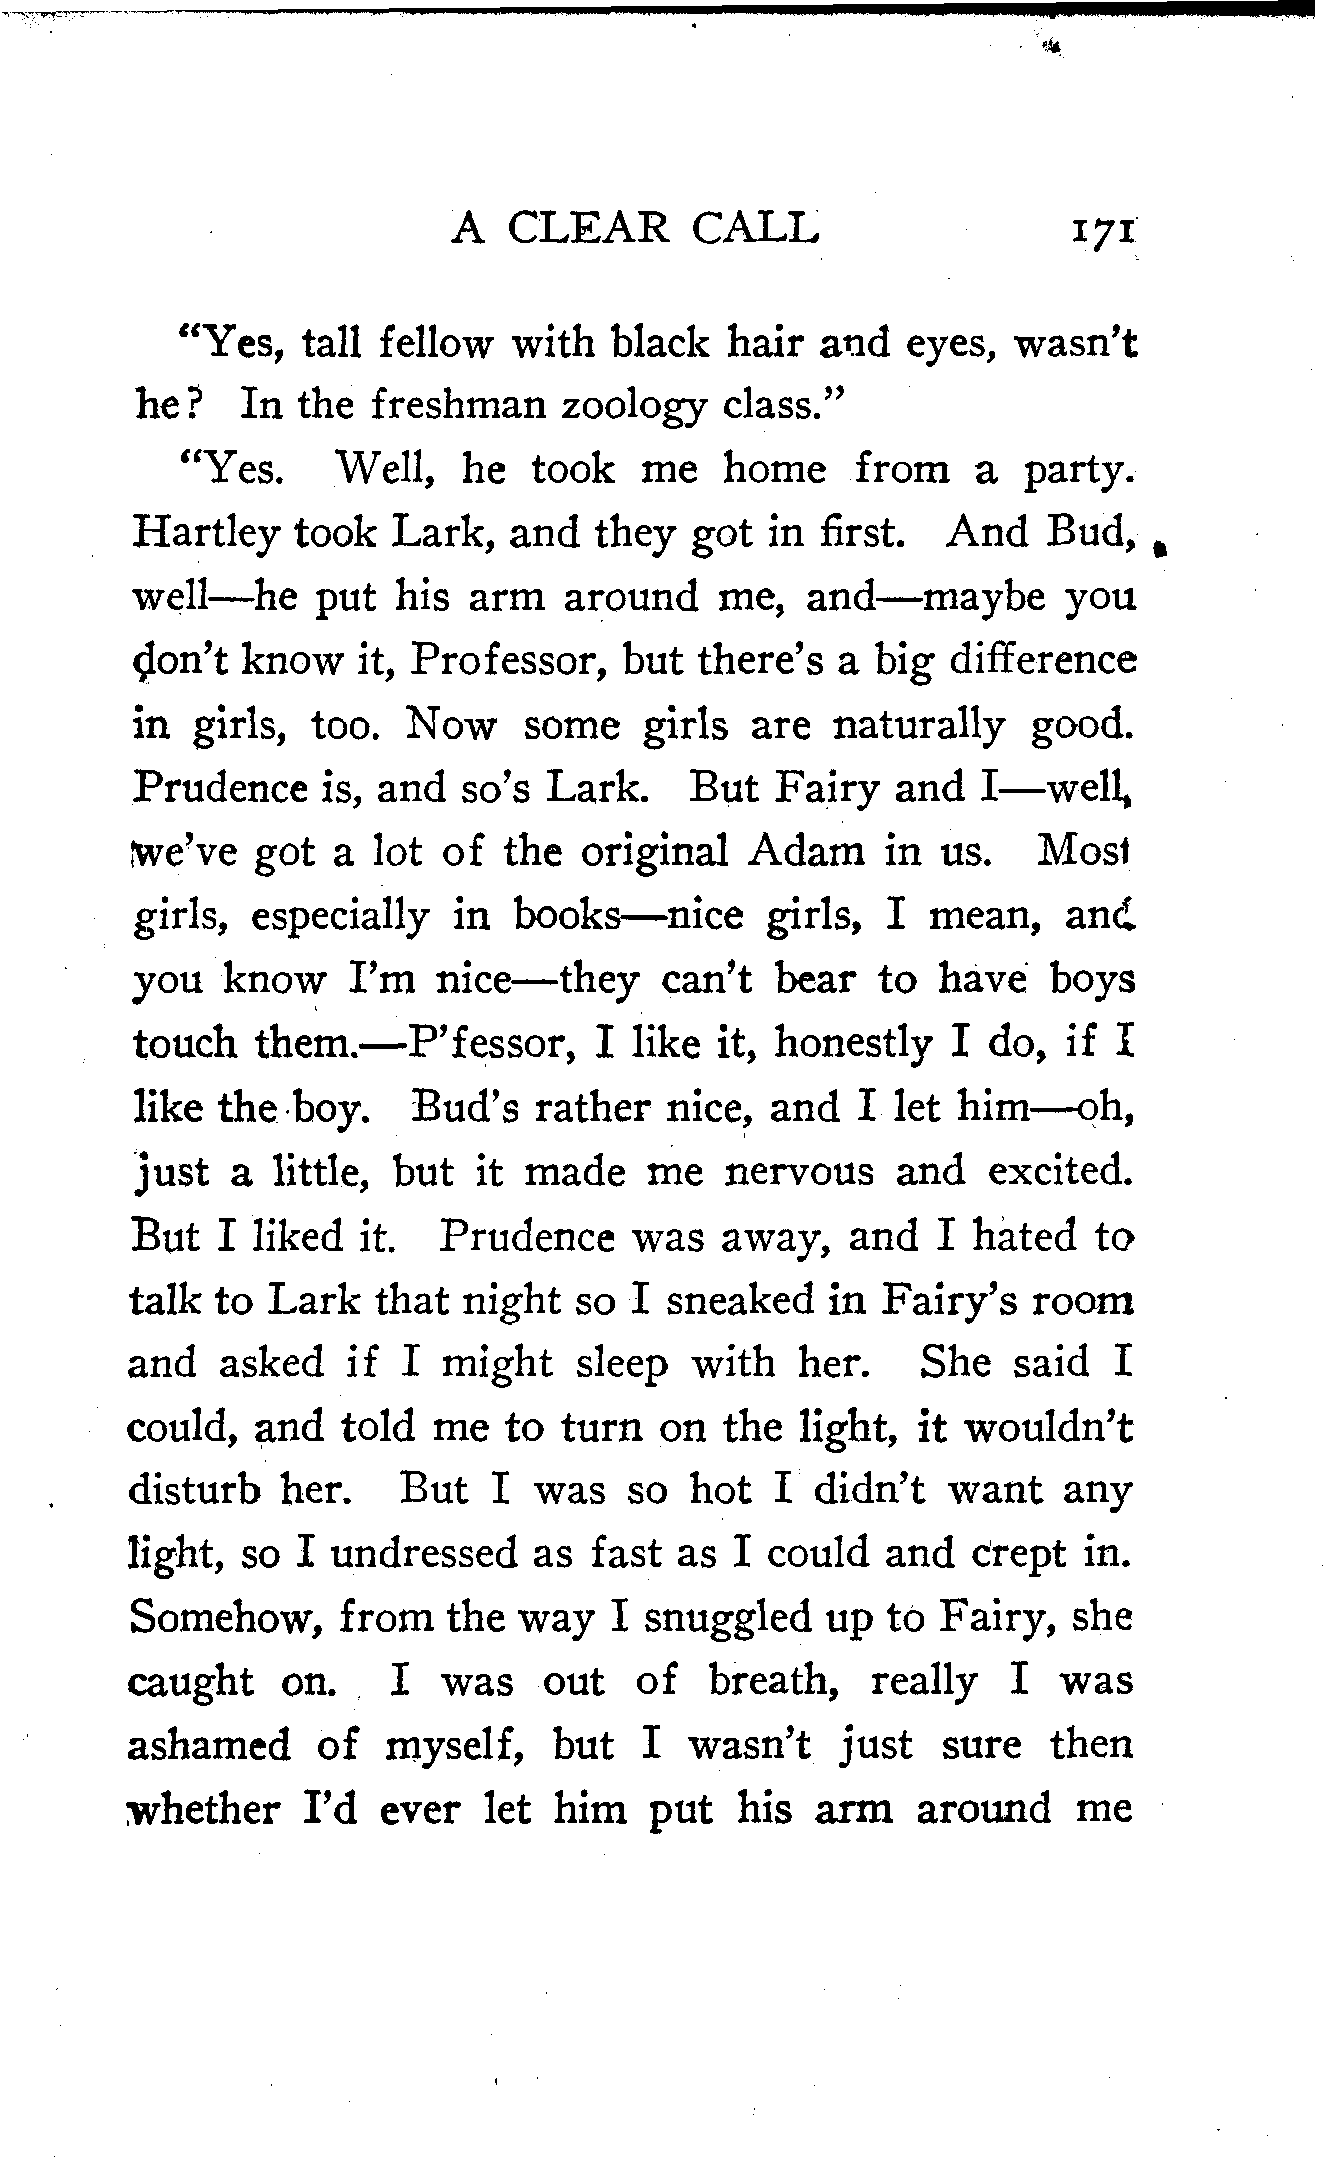 A CLEAR CALL 171
"Yes, tall fellow with black hair and eyes, wasn't
he? In the freshman zoology class."
"Yes. Well, he took me home from a party.
Hartley took Lark, and they got in first. And Bud,
well—he put his arm around me, and—maybe you
don't know it, Professor, but there's a big difference
in girls, too. Now some girls are naturally good.
Prudence is, and so's Lark. But Fairy and I—well,
we've got a lot of the original Adam in us. Most
girls, especially in books—nice girls, I mean, and
you know I'm nice—they can't bear to have boys
touch them.—P'fessor, I like it, honestly I do, if I
like the boy. Bud's rather nice, and I let him—oh,
just a little, but it made me nervous and excited.
But I liked it. Prudence was away, and I hated to
talk to Lark that night so I sneaked in Fairy's room
and asked if I might sleep with her. She said I
could, and told me to turn on the light, it wouldn't
disturb her. But I was so hot I didn't want any
light, so I undressed as fast as I could and crept in.
Somehow, from the way I snuggled up to Fairy, she
caught on. I was out of breath, really I was
ashamed of myself, but I wasn't just sure then
whether I'd ever let him put his arm around me